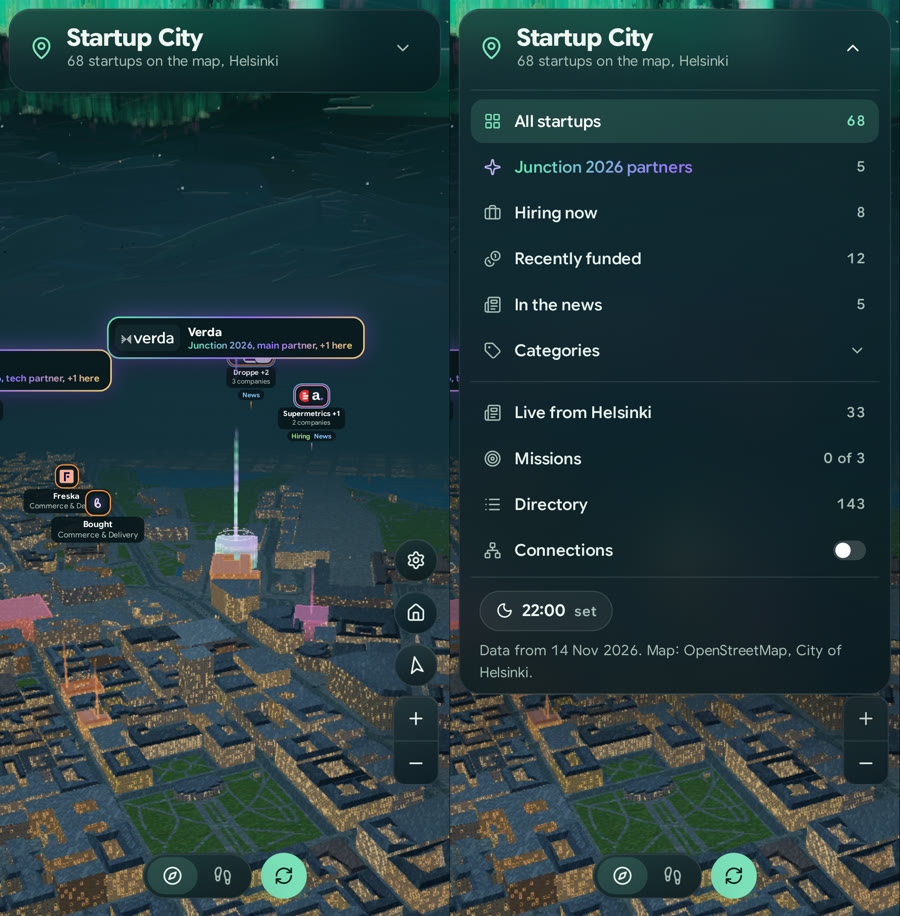 Startup City
68 startups on the map, Helsinki
verda
Verda
Junction 2026, main partner, +1 here
, tech partner, +1 here
Droppe +2
3 companies
News
a.
Supermetrics +1
2 companies
Hiring News
F
Freska
Commerce & De
Bought
Commerce & Delivery
Startup City
68 startups on the map, Helsinki
All startups 68
Junction 2026 partners 5
Hiring now 8
Recently funded 12
In the news 5
Categories
Live from Helsinki 33
Missions 0 of 3
Directory 143
Connections
22:00 set
Data from 14 Nov 2026. Map: OpenStreetMap, City of
Helsinki.